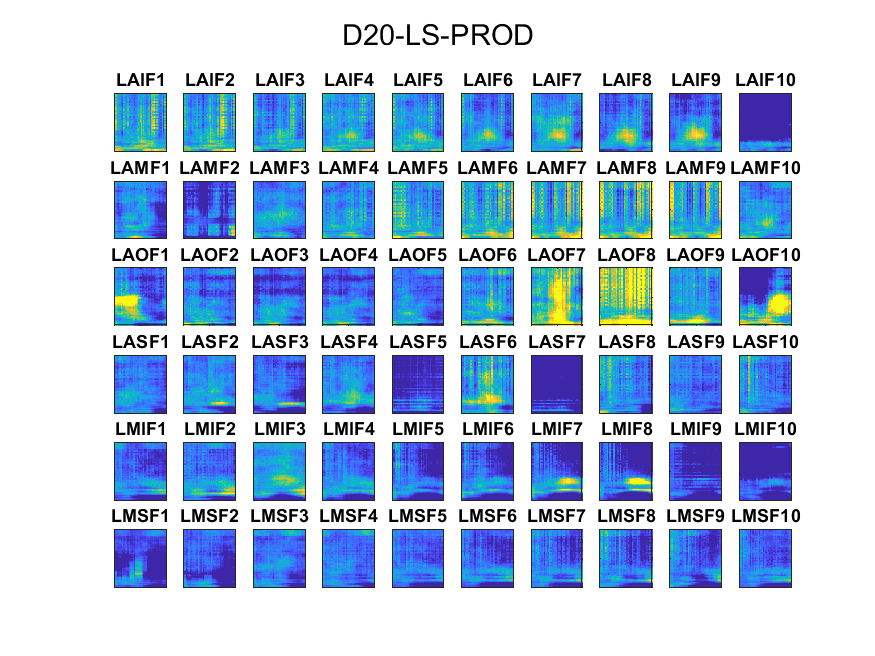 D20-LS-PROD
LAIF1 LAIF2 LAIF3 LAIF4 LAIF5 LAIF6 LAIF7 LAIF8 LAIF9 LAIF10
LAMF1 LAMF2 LAMF3 LAMF4 LAMF5 LAMF6 LAMF7 LAMF8 LAMF9 LAMF10
LAOF1 LAOF2 LAOF3 LAOF4 LAOF5 LAOF6 LAOF7 LAOF8 LAOF9 LAOF10
LASF1 LASF2 LASF3 LASF4 LASF5 LASF6 LASF7 LASF8 LASF9 LASF10
LMIF1 LMIF2 LMIF3 LMIF4 LMIF5 LMIF6 LMIF7 LMIF8 LMIF9 LMIF10
LMSF1 LMSF2 LMSF3 LMSF4 LMSF5 LMSF6 LMSF7 LMSF8 LMSF9 LMSF10